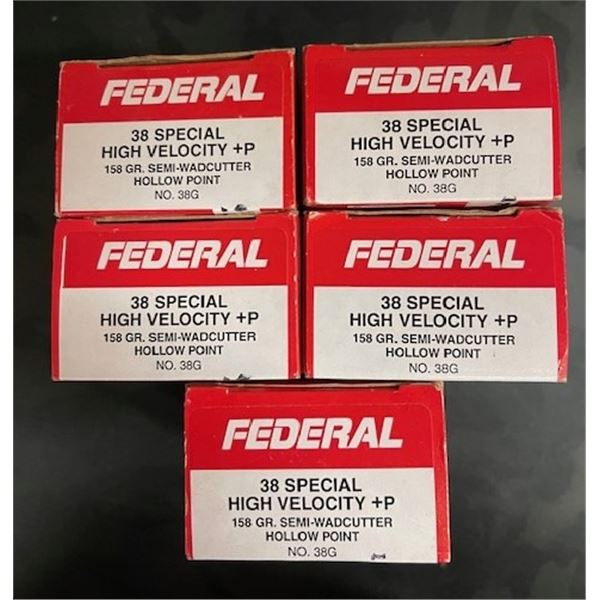 FEDERAL
38 SPECIAL
HIGH VELOCITY +P
158 GR. SEMI-WADCUTTER
HOLLOW POINT
NO. 38G
FEDERAL
38 SPECIAL
HIGH VELOCITY +P
158 GR. SEMI-WADCUTTER
HOLLOW POINT
NO. 38G
FEDERAL
38 SPECIAL
HIGH VELOCITY +P
158 GR. SEMI-WADCUTTER
HOLLOW POINT
NO. 38G
FEDERAL
38 SPECIAL
HIGH VELOCITY +P
158 GR. SEMI-WADCUTTER
HOLLOW POINT
NO. 38G
FEDERAL
38 SPECIAL
HIGH VELOCITY +P
158 GR. SEMI-WADCUTTER
HOLLOW POINT
NO. 38G